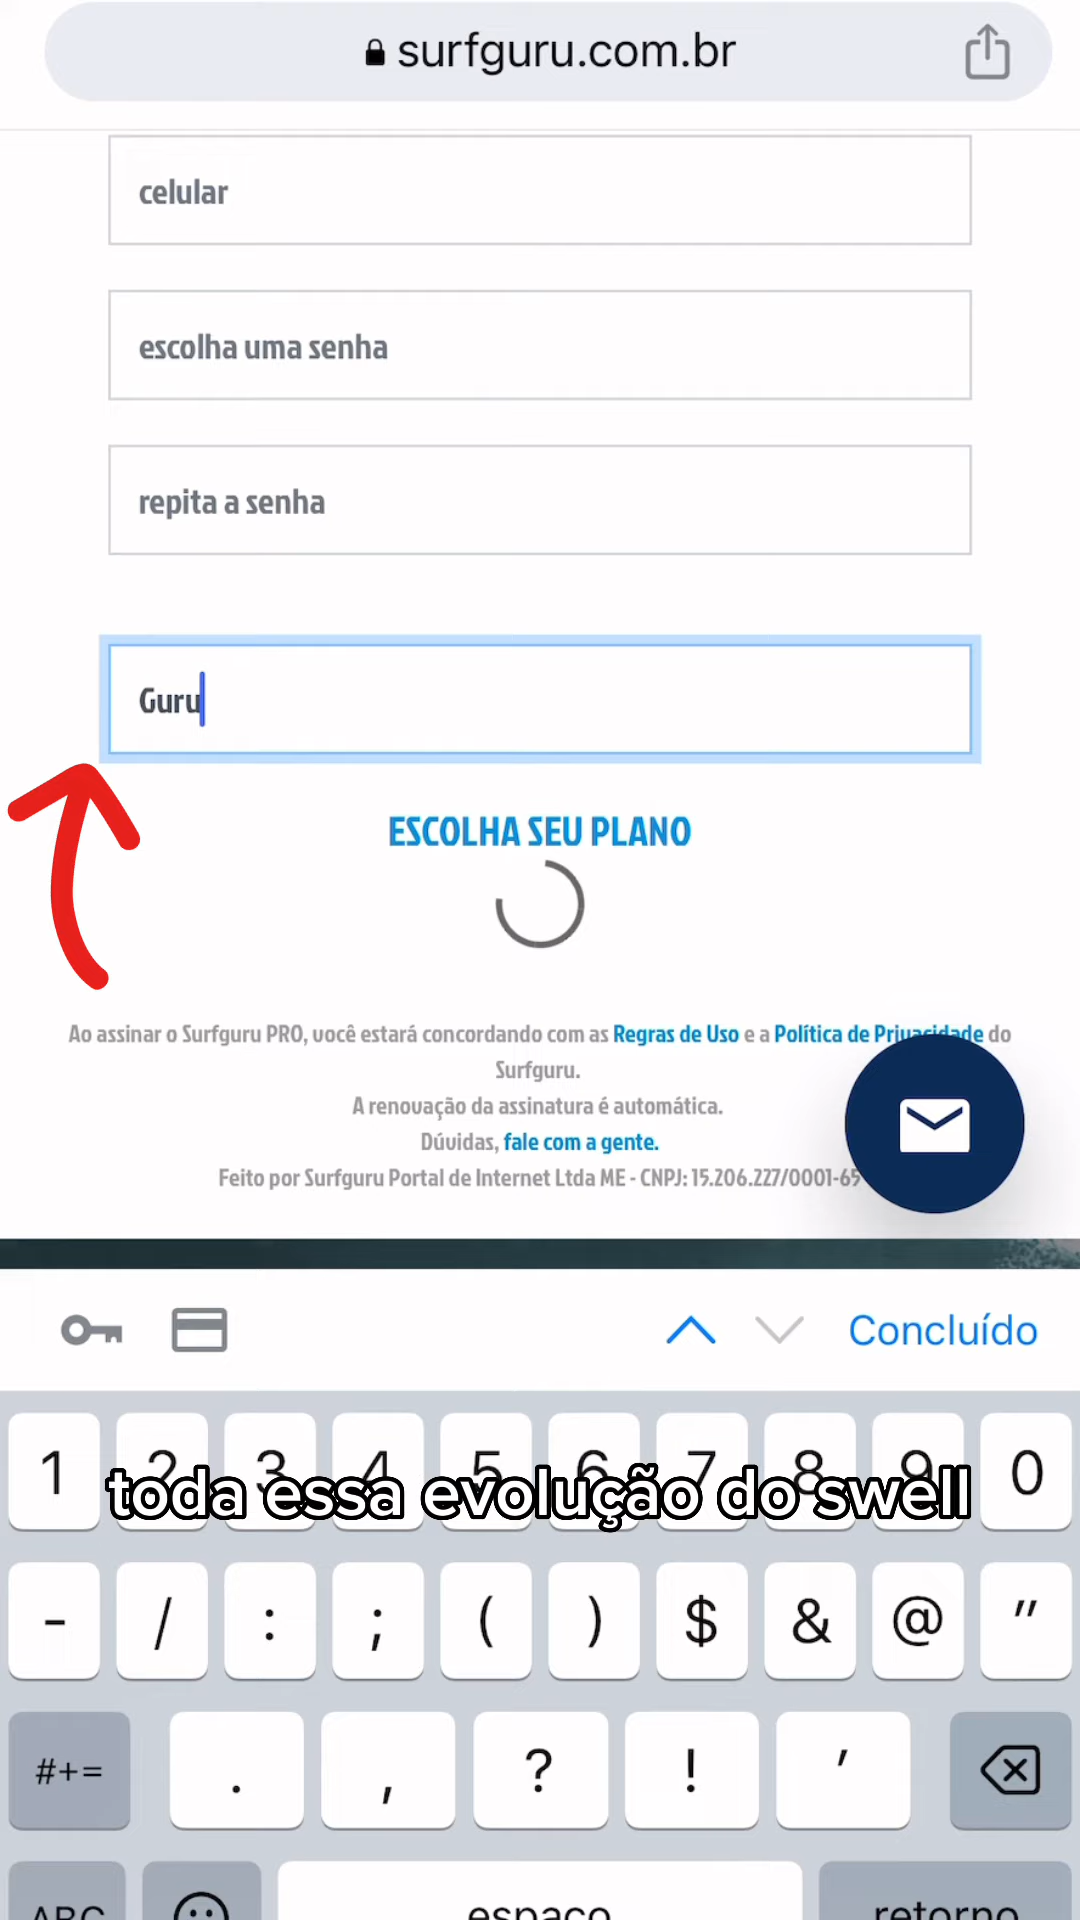 surfguru.com.br
celular
escolha uma senha
repita a senha
Guru
ESCOLHA SEU PLANO
Ao assinar o Surfguru PRO, você estará concordando com as Regras de Uso e a Política de Privacidade do
Surfguru.
A renovação da assinatura é automática.
Dúvidas, fale com a gente.
Feito por Surfguru Portal de Internet Ltda ME - CNPJ: 15.206.227/0001-65
Concluído
1 2 3 4 5 6 7 8 9 0
toda essa evolução do swell
- / : ; ( ) $ & @ "
#+= . , ? ! '
ABC espaço retorno